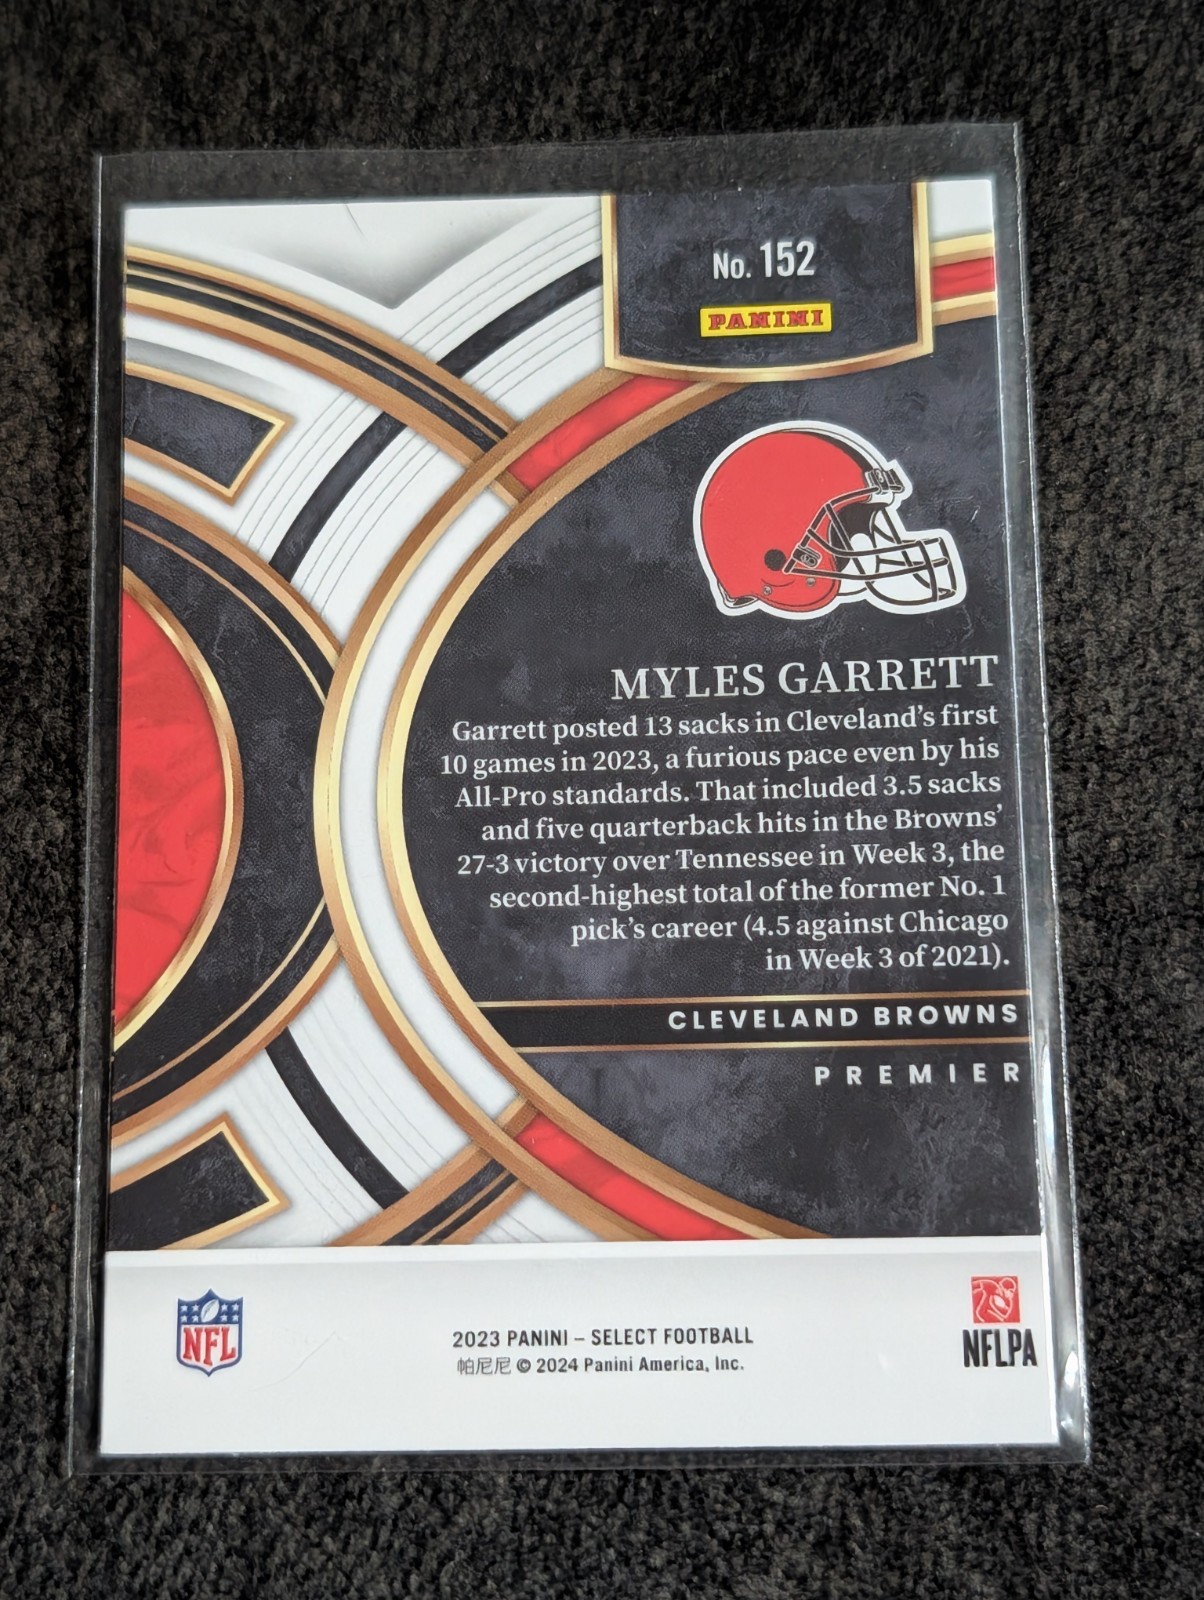 No. 152
PANINI
MYLES GARRETT
Garrett posted 13 sacks in Cleveland's first
10 games in 2023, a furious pace even by his
All-Pro standards. That included 3.5 sacks
and five quarterback hits in the Browns'
27-3 victory over Tennessee in Week 3, the
second-highest total of the former No. 1
pick's career (4.5 against Chicago
in Week 3 of 2021).
CLEVELAND BROWNS
PREMIER
NFL
2023 PANINI – SELECT FOOTBALL
帕尼尼 © 2024 Panini America, Inc.
NFLPA